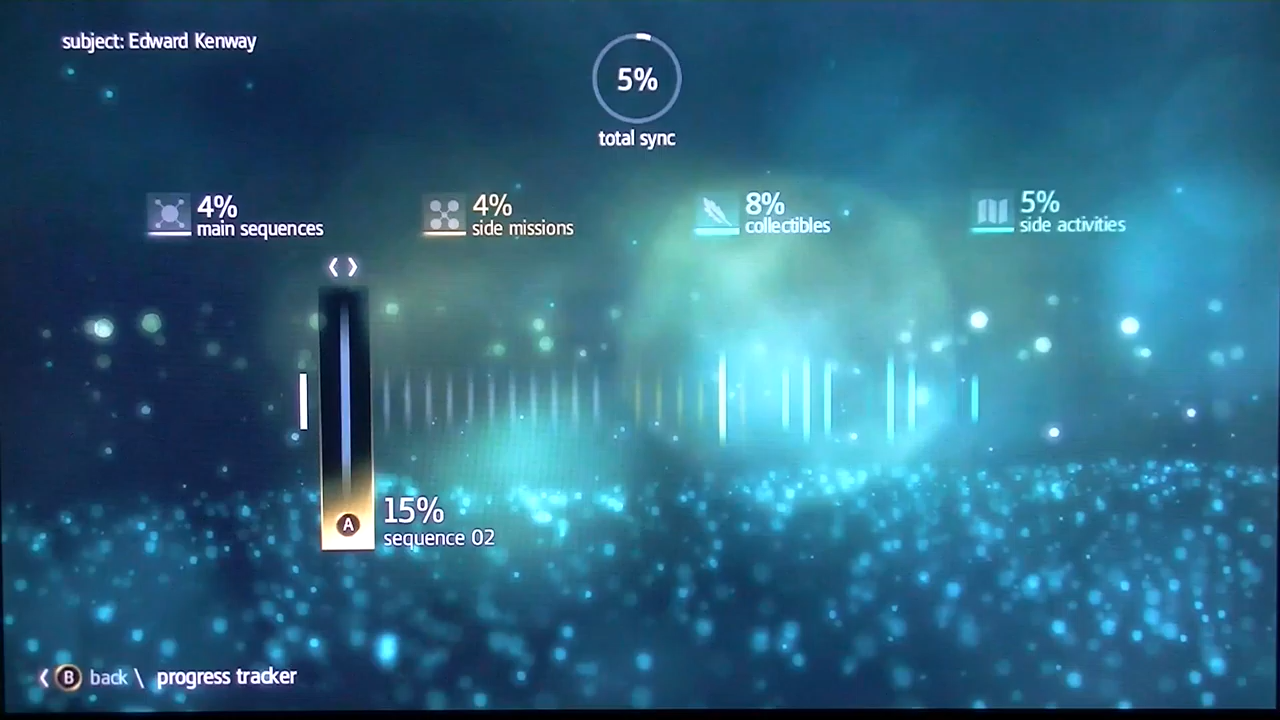 subject: Edward Kenway
5%
total sync
4%
main sequences
4%
side missions
8%
collectibles
5%
side activities
A
15%
sequence 02
B back \ progress tracker